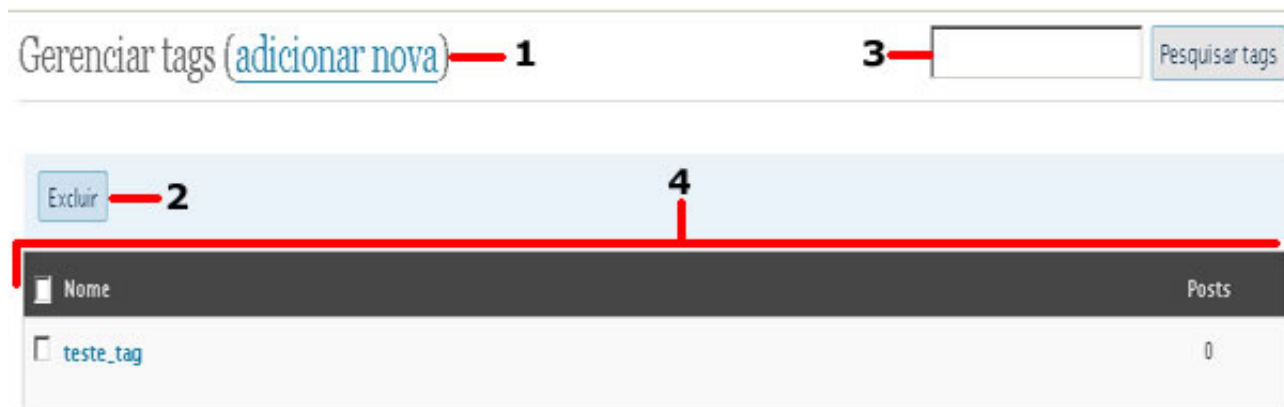 Gerenciar tags (adicionar nova) 1 3 Pesquisar tags
Excluir 2 4
Nome Posts
teste_tag 0